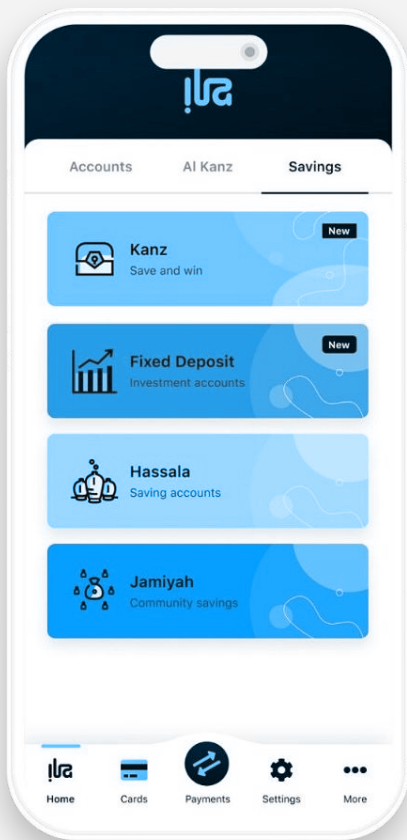 ila
Accounts Al Kanz Savings
New
Kanz
Save and win
New
Fixed Deposit
Investment accounts
Hassala
Saving accounts
Jamiyah
Community savings
ila
Home Cards Payments Settings More